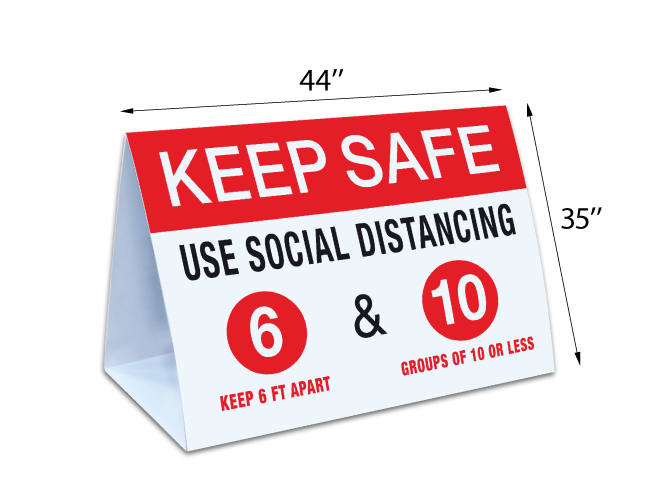 44’’
KEEP SAFE
35’’
USE SOCIAL DISTANCING
6 & 10
KEEP 6 FT APART
GROUPS OF 10 OR LESS